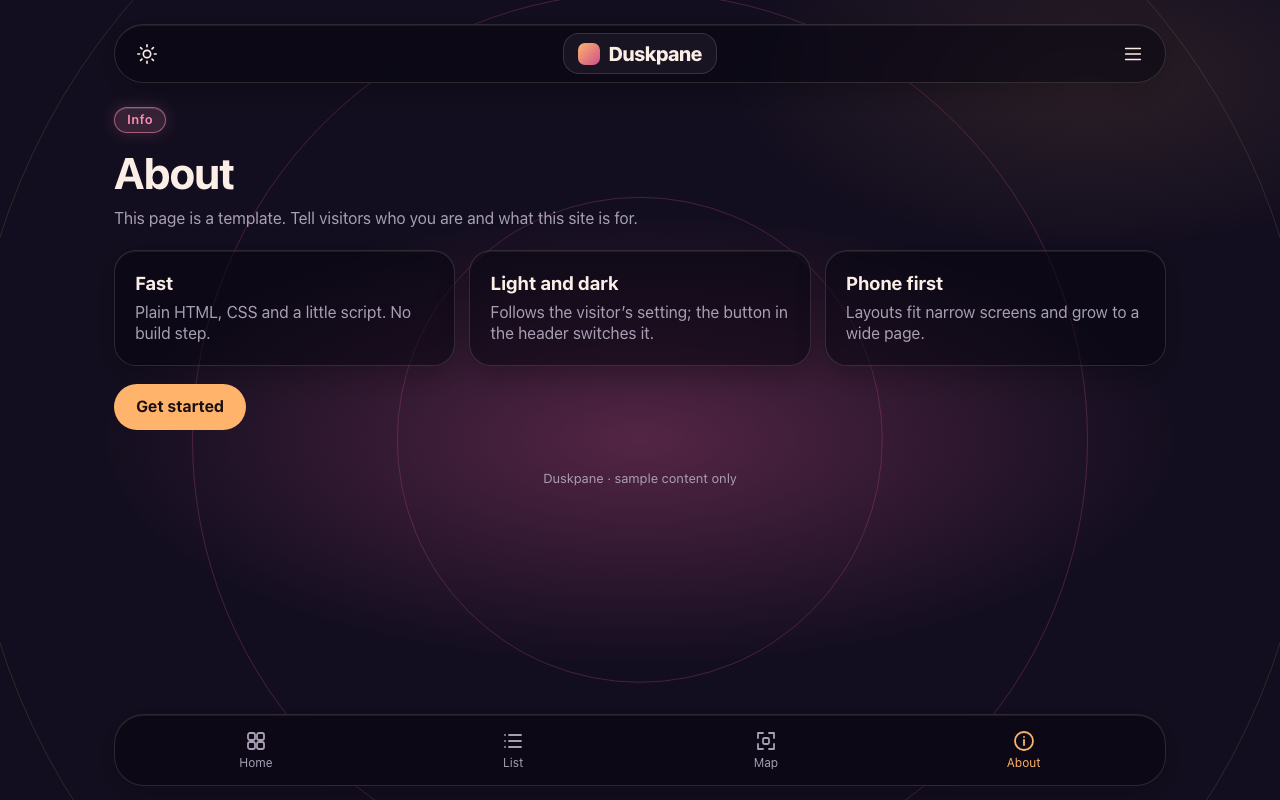 Duskpane
Info
About
This page is a template. Tell visitors who you are and what this site is for.
Fast
Plain HTML, CSS and a little script. No
build step.
Light and dark
Follows the visitor’s setting; the button in
the header switches it.
Phone first
Layouts fit narrow screens and grow to a
wide page.
Get started
Duskpane · sample content only
Home
List
Map
About